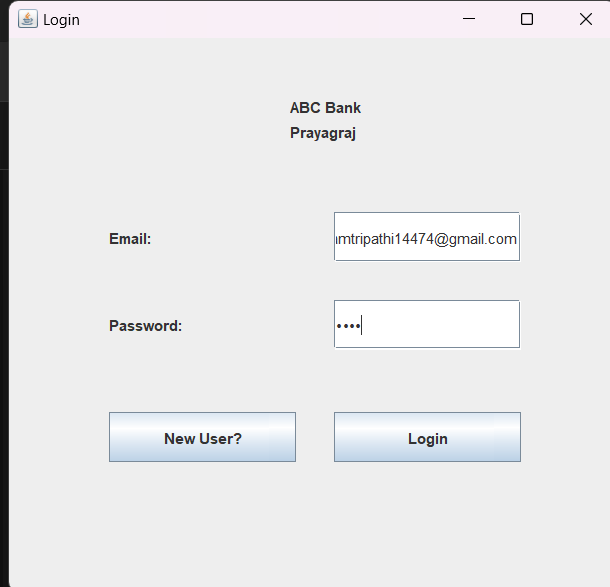 Login
ABC Bank
Prayagraj
Email:
mtripathi14474@gmail.com
Password:
••••
New User?
Login